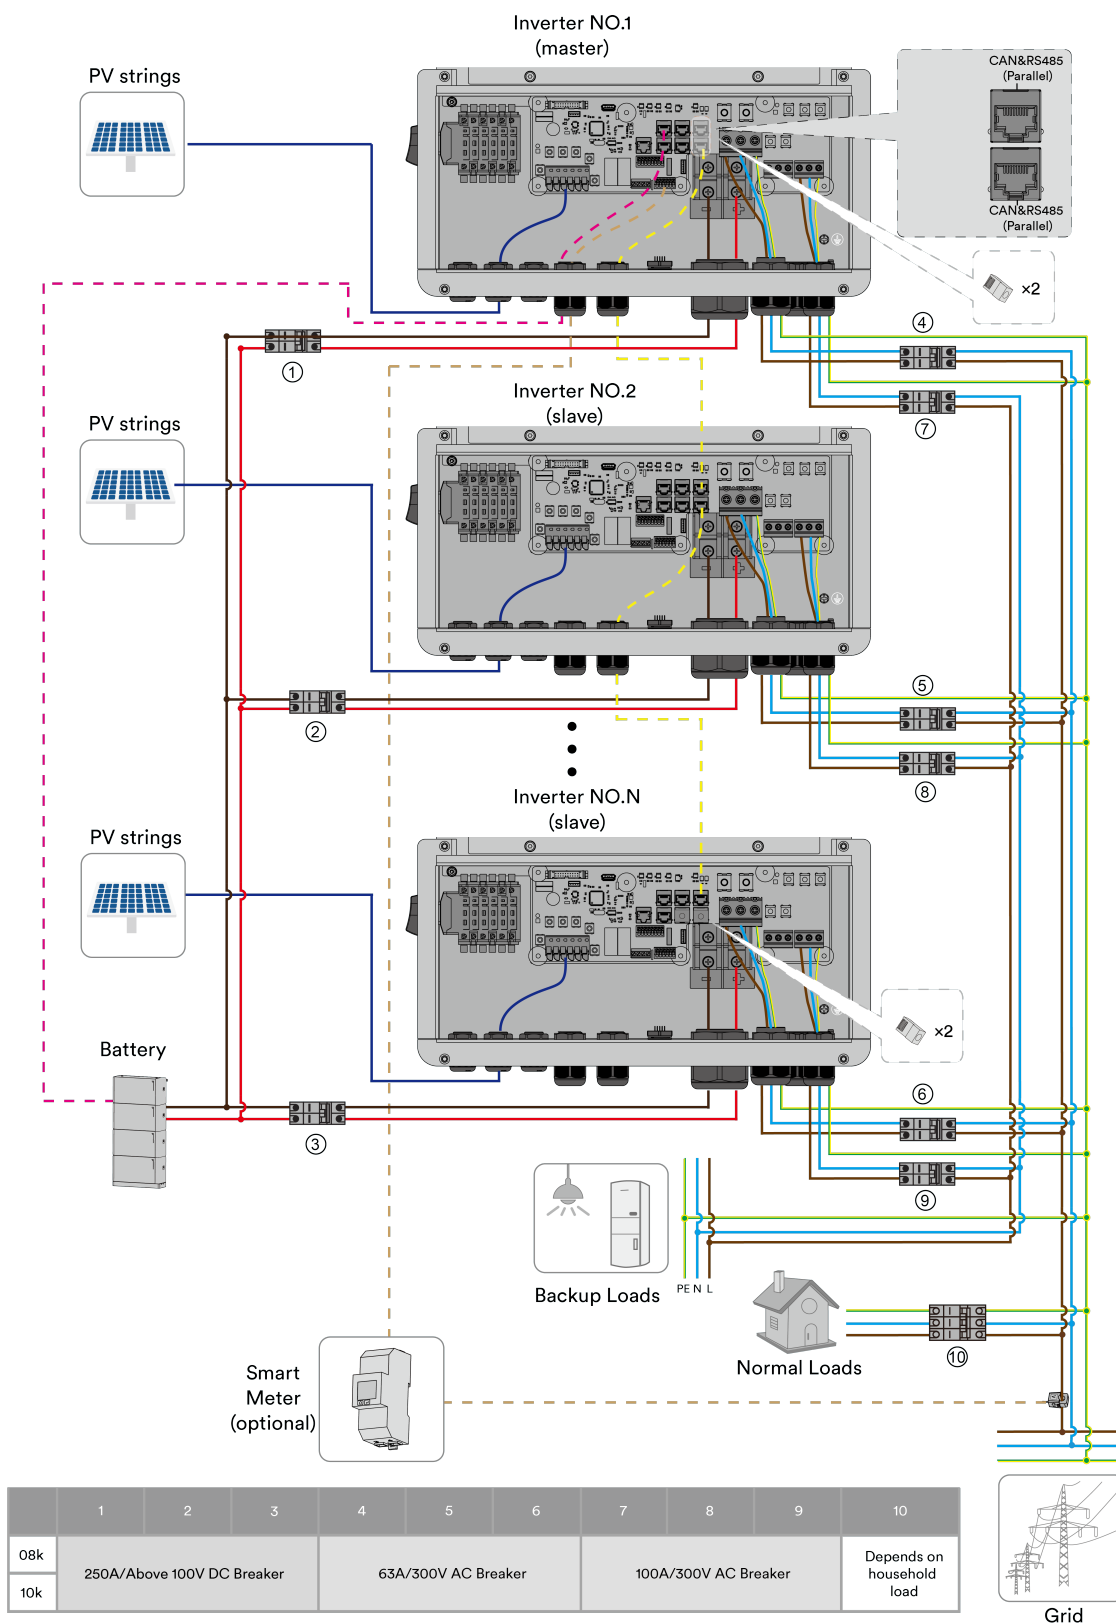 Inverter NO.1
(master)
PV strings
CAN&RS485
(Parallel)
CAN&RS485
(Parallel)
×2
①
④
⑦
Inverter NO.2
(slave)
PV strings
②
⑤
⑧
Inverter NO.N
(slave)
PV strings
×2
Battery
③
⑥
⑨
Backup Loads
PE N L
Normal Loads
⑩
Smart
Meter
(optional)
1 2 3 4 5 6 7 8 9 10
08k
10k
250A/Above 100V DC Breaker
63A/300V AC Breaker
100A/300V AC Breaker
Depends on
household
load
Grid